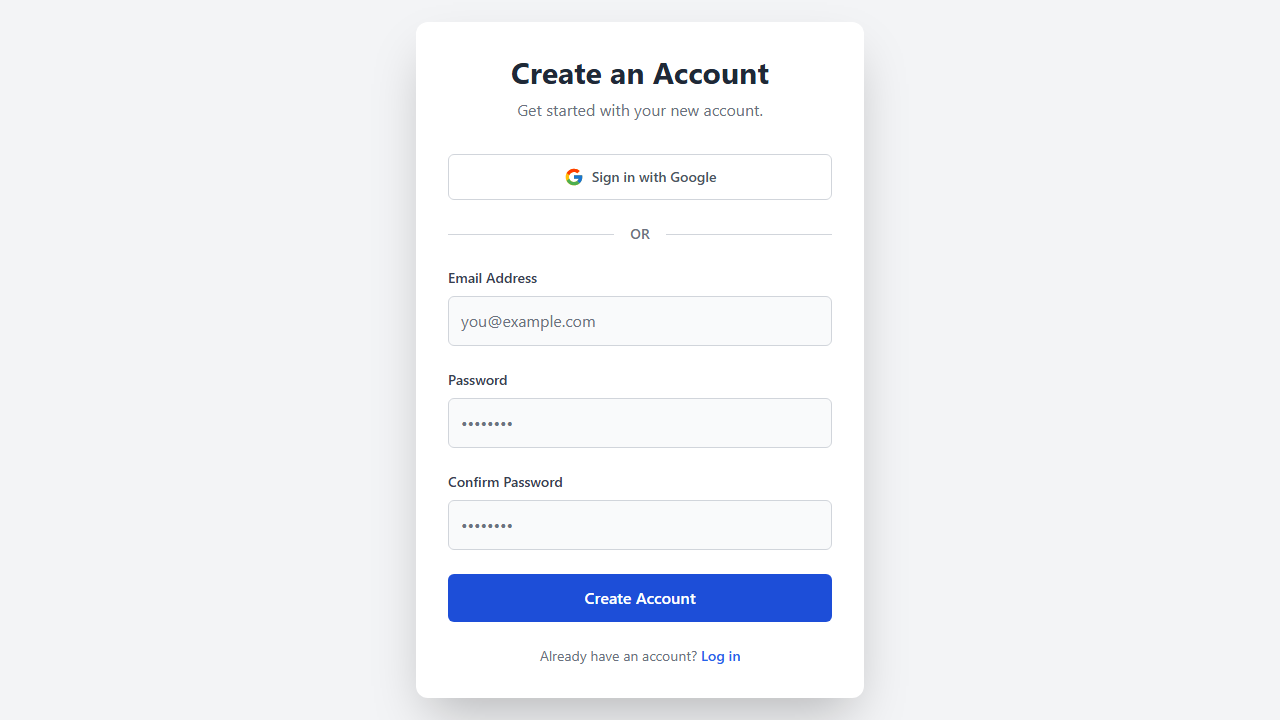 Create an Account
Get started with your new account.
Sign in with Google
OR
Email Address
you@example.com
Password
••••••••
Confirm Password
••••••••
Create Account
Already have an account? Log in